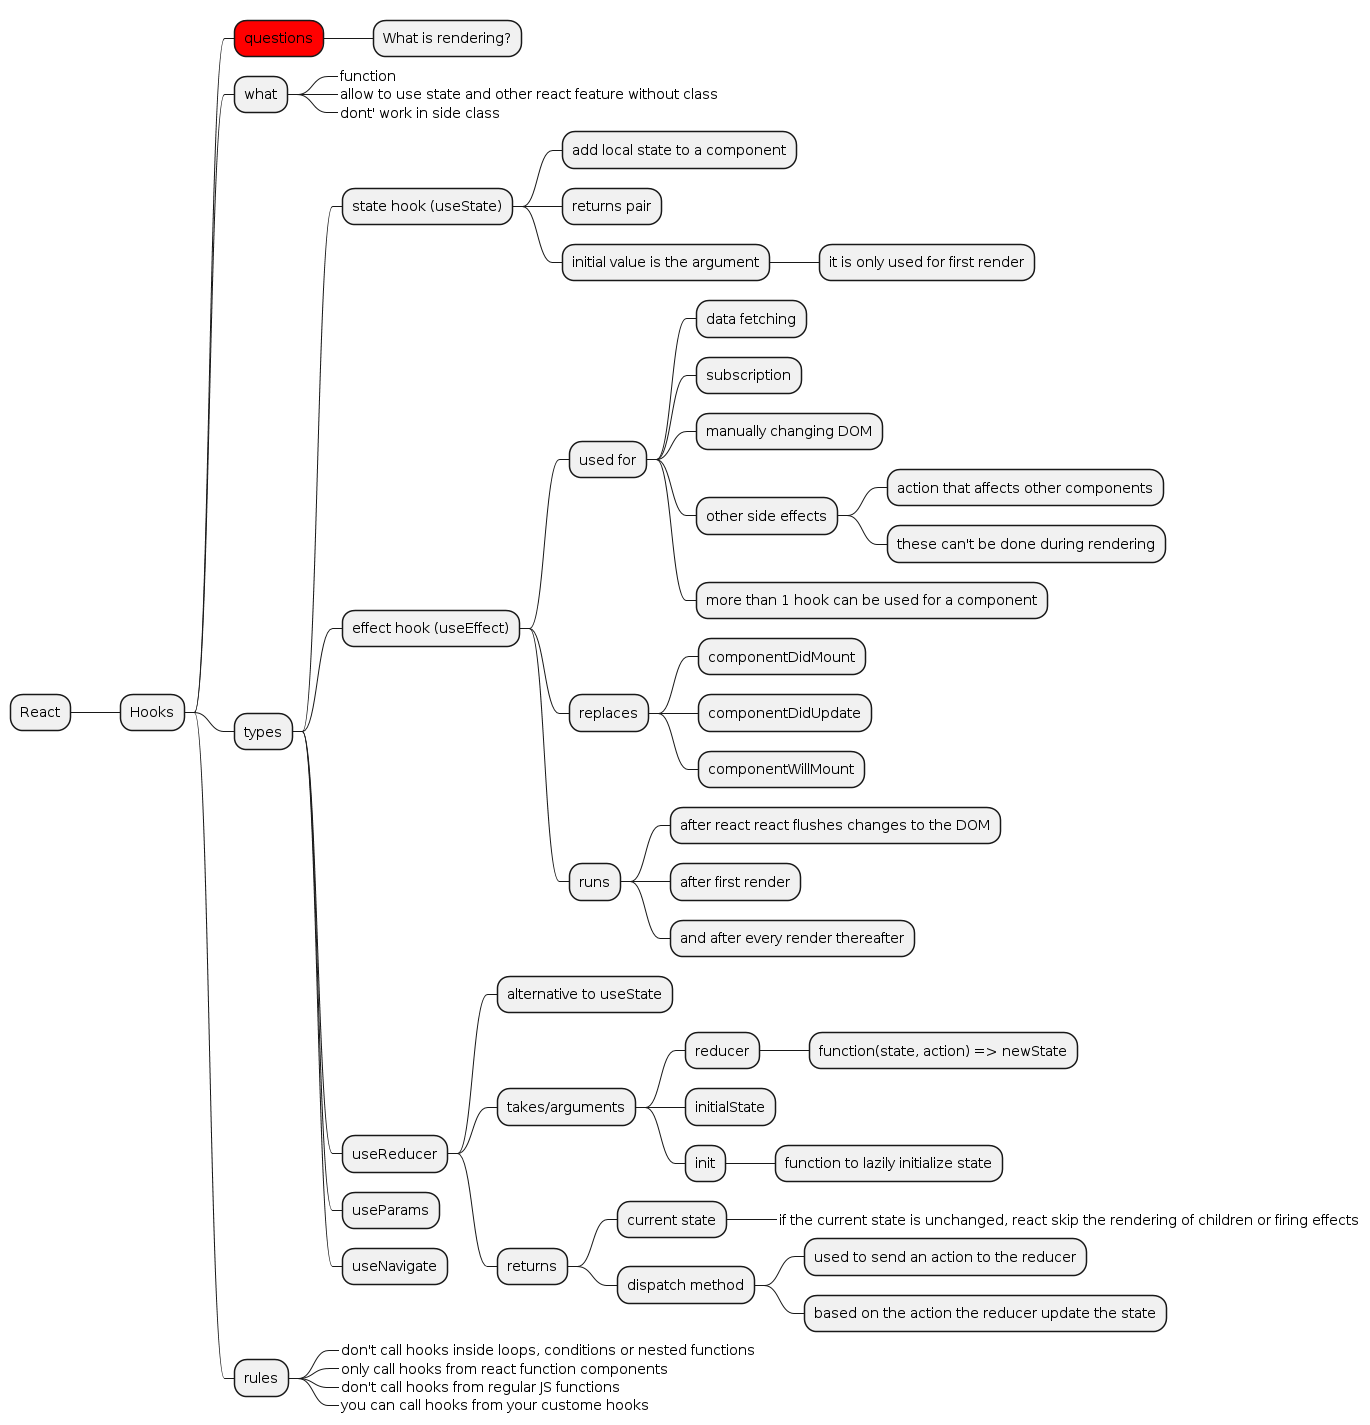 questions
What is rendering?
what
function
allow to use state and other react feature without class
dont' work in side class
React
Hooks
types
state hook (useState)
add local state to a component
returns pair
initial value is the argument
it is only used for first render
effect hook (useEffect)
used for
data fetching
subscription
manually changing DOM
other side effects
action that affects other components
these can't be done during rendering
more than 1 hook can be used for a component
replaces
componentDidMount
componentDidUpdate
componentWillMount
runs
after react react flushes changes to the DOM
after first render
and after every render thereafter
useReducer
alternative to useState
takes/arguments
reducer
function(state, action) => newState
initialState
init
function to lazily initialize state
returns
current state
if the current state is unchanged, react skip the rendering of children or firing effects
dispatch method
used to send an action to the reducer
based on the action the reducer update the state
useParams
useNavigate
rules
don't call hooks inside loops, conditions or nested functions
only call hooks from react function components
don't call hooks from regular JS functions
you can call hooks from your custome hooks